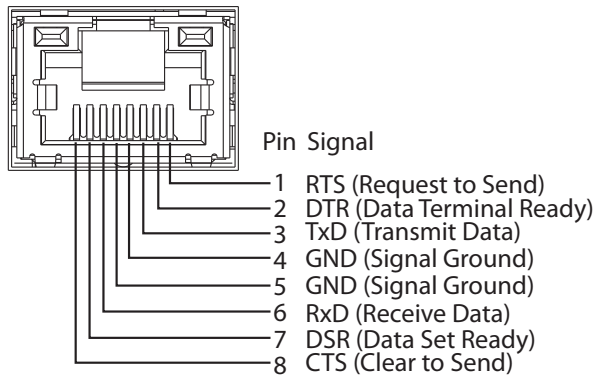 Pin Signal
1 RTS (Request to Send)
2 DTR (Data Terminal Ready)
3 TxD (Transmit Data)
4 GND (Signal Ground)
5 GND (Signal Ground)
6 RxD (Receive Data)
7 DSR (Data Set Ready)
8 CTS (Clear to Send)